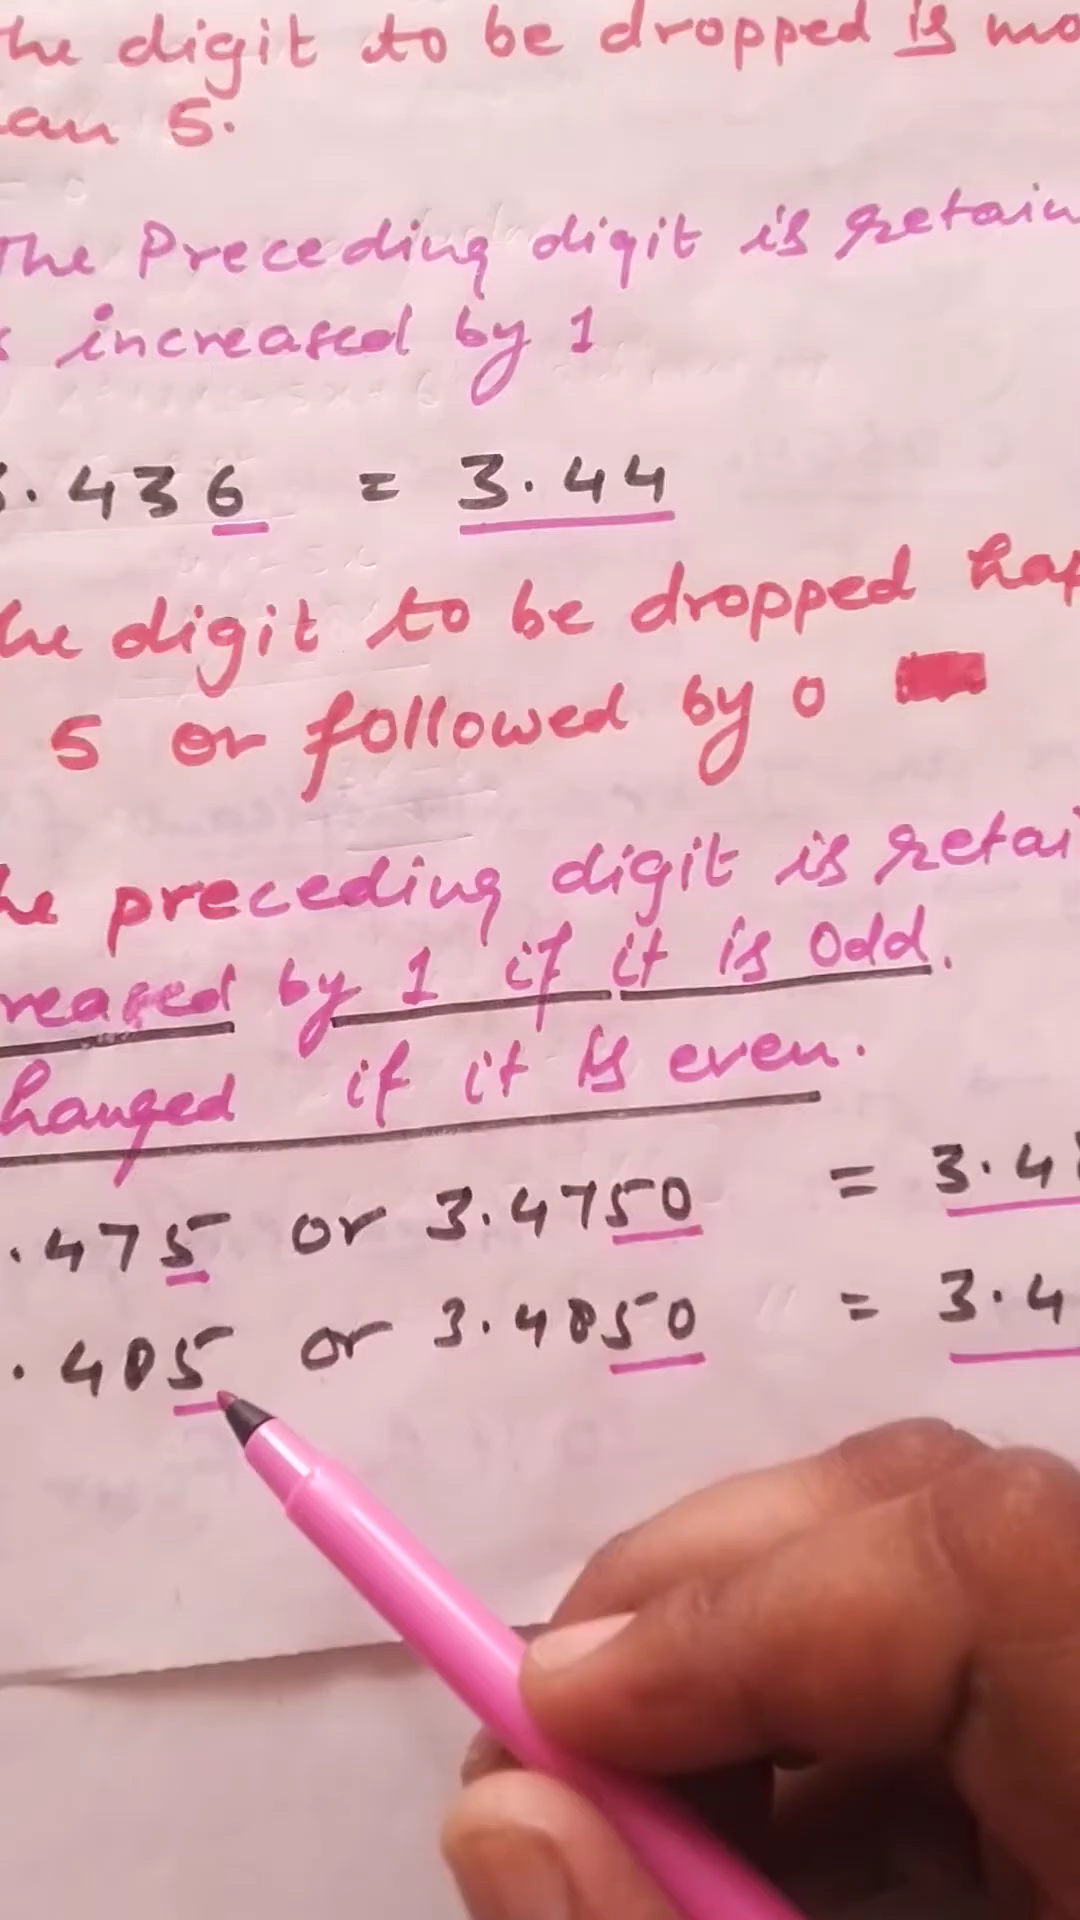 he digit to be dropped is mo
an 5.
The Preceding digit is retain
s increased by 1
3.436 = 3.44
he digit to be dropped hap
5 or followed by 0
he preceding digit is retai
reased by 1 if it is odd.
hanged if it is even.
.475 or 3.4750 = 3.4
.485 or 3.4850 = 3.4